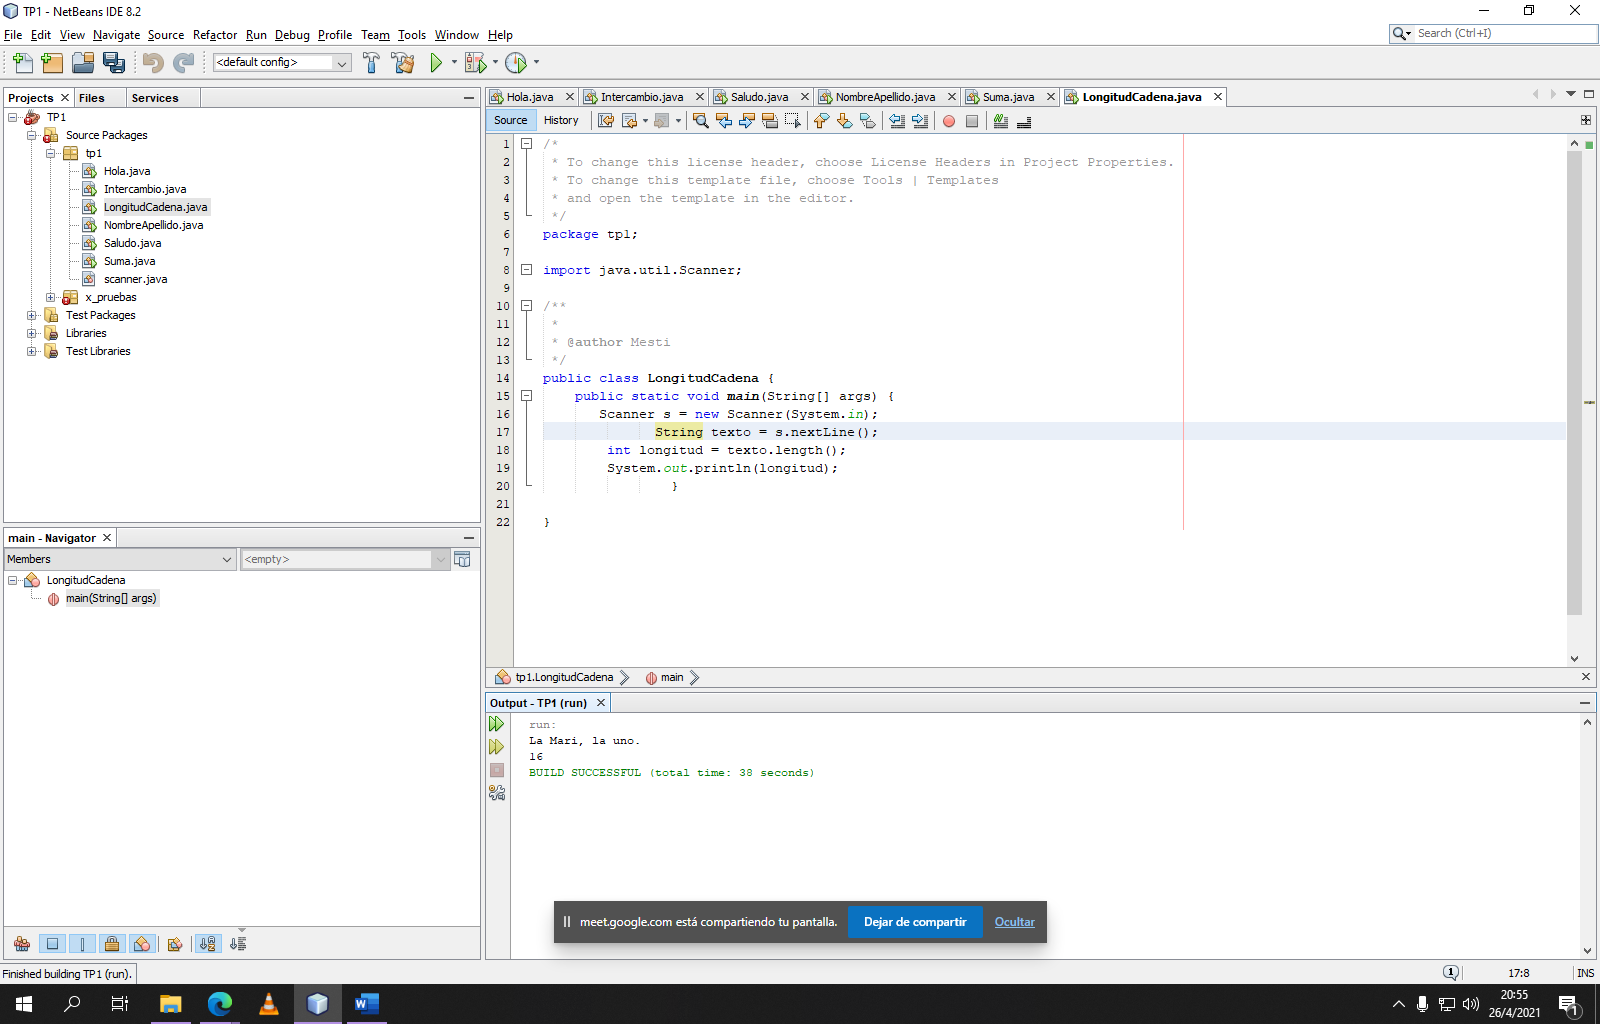 TP1 - NetBeans IDE 8.2
File Edit View Navigate Source Refactor Run Debug Profile Team Tools Window Help
Search (Ctrl+I)
<default config>
Projects Files Services
TP1
Source Packages
tp1
Hola.java
Intercambio.java
LongitudCadena.java
NombreApellido.java
Saludo.java
Suma.java
scanner.java
x_pruebas
Test Packages
Libraries
Test Libraries
main - Navigator
Members <empty>
LongitudCadena
main(String[] args)
Hola.java Intercambio.java Saludo.java NombreApellido.java Suma.java LongitudCadena.java
Source History
1 /*
2 * To change this license header, choose License Headers in Project Properties.
3 * To change this template file, choose Tools | Templates
4 * and open the template in the editor.
5 */
6 package tp1;
7
8 import java.util.Scanner;
9
10 /**
11 *
12 * @author Mesti
13 */
14 public class LongitudCadena {
15 public static void main(String[] args) {
16 Scanner s = new Scanner(System.in);
17 String texto = s.nextLine();
18 int longitud = texto.length();
19 System.out.println(longitud);
20 }
21
22 }
tp1.LongitudCadena main
Output - TP1 (run)
run:
La Mari, la uno.
16
BUILD SUCCESSFUL (total time: 38 seconds)
meet.google.com está compartiendo tu pantalla. Dejar de compartir Ocultar
Finished building TP1 (run).
1 17:8 INS
20:55
26/4/2021
1